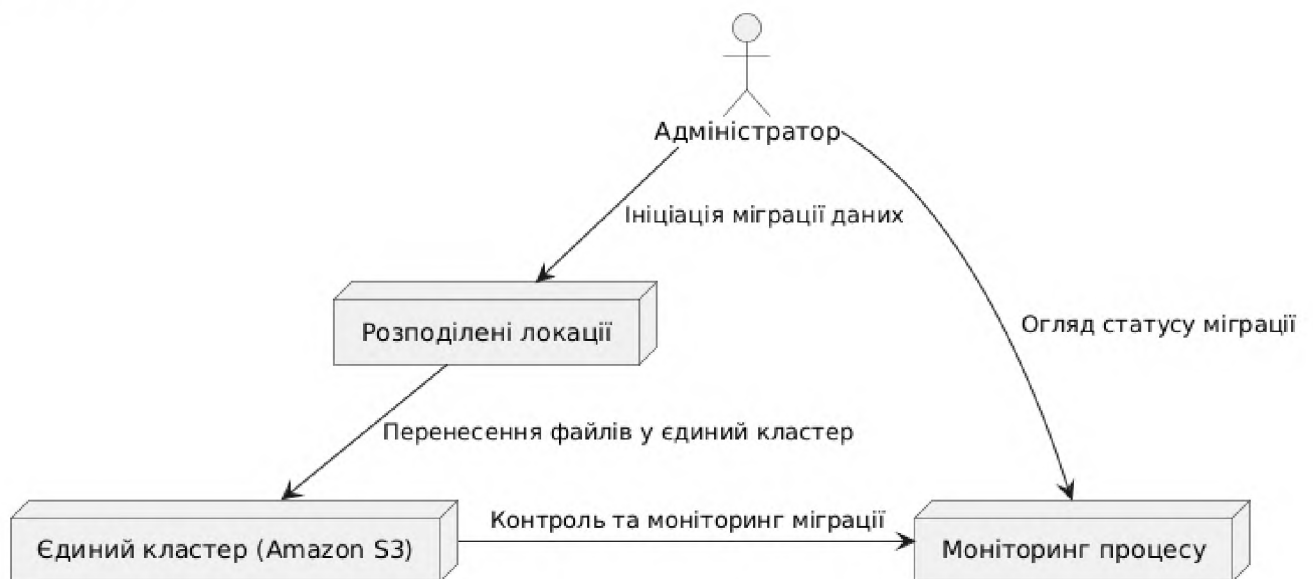 Адміністратор
Ініціація міграції даних
Розподілені локації
Огляд статусу міграції
Перенесення файлів у єдиний кластер
Єдиний кластер (Amazon S3)
Контроль та моніторинг міграції
Моніторинг процесу